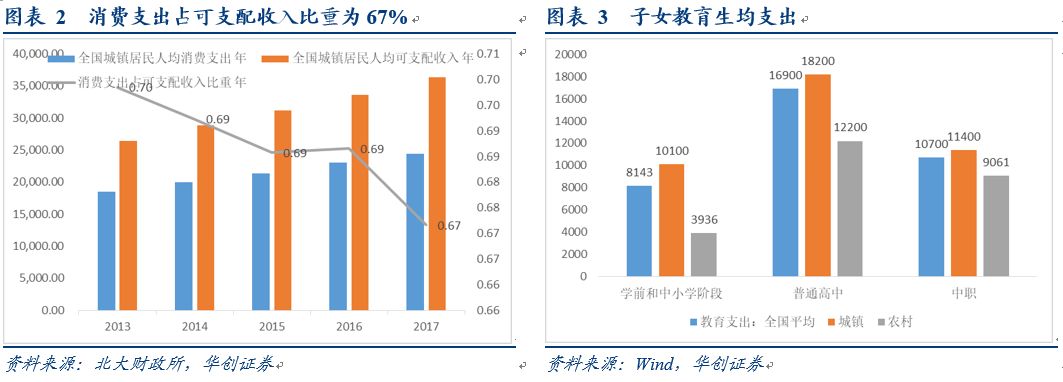 图表 2 消费支出占可支配收入比重为 67%
40,000.00
35,000.00
30,000.00
25,000.00
20,000.00
15,000.00
10,000.00
5,000.00
0.00
全国城镇居民人均消费支出 年
全国城镇居民人均可支配收入 年
消费支出占可支配收入比重 年
0.70
0.69
0.69
0.69
0.67
0.71
0.70
0.70
0.69
0.69
0.68
0.68
0.67
0.67
0.66
0.66
2013 2014 2015 2016 2017
资料来源：北大财政所，华创证券
图表 3 子女教育生均支出
20000
18000
16000
14000
12000
10000
8000
6000
4000
2000
0
8143 10100 3936
16900 18200 12200
10700 11400 9061
学前和中小学阶段 普通高中 中职
教育支出：全国平均 城镇 农村
资料来源：Wind，华创证券